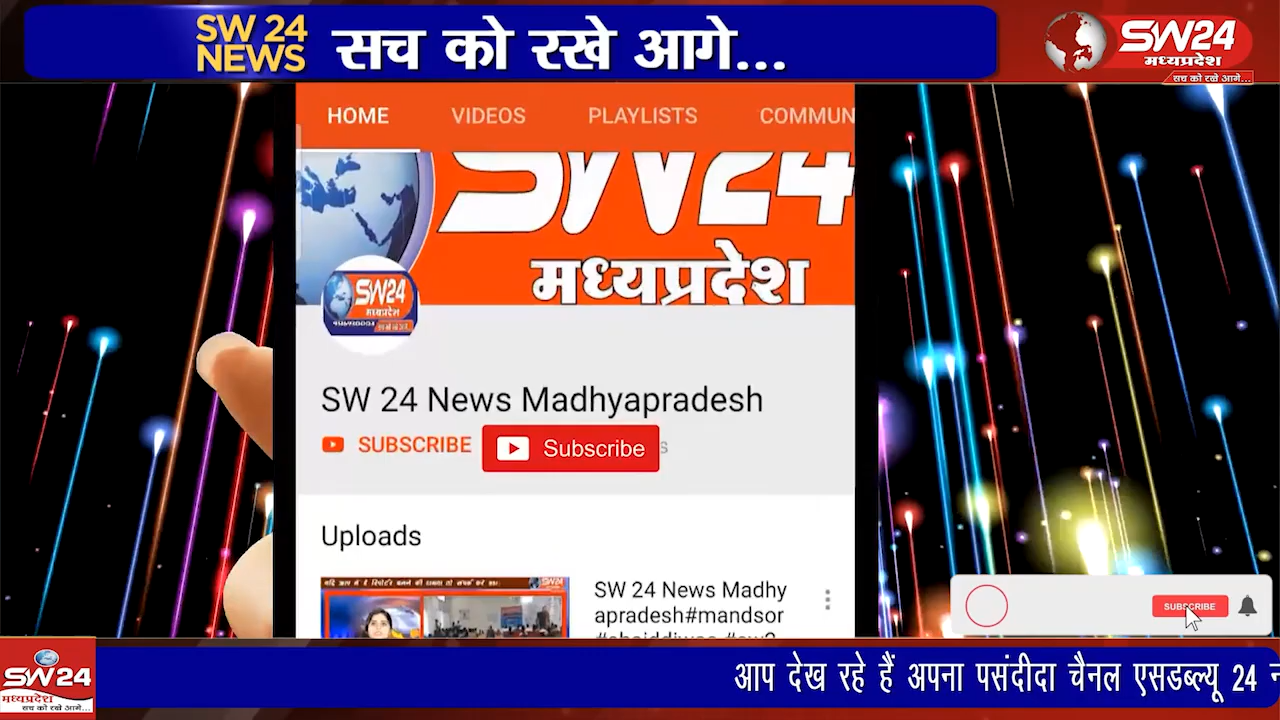 SW 24
NEWS
सच को रखे आगे...
SW24
मध्यप्रदेश
सच को रखे आगे...
HOME VIDEOS PLAYLISTS COMMUN
SW24
मध्यप्रदेश
SW24
मध्यप्रदेश
SW 24 News Madhyapradesh
SUBSCRIBE Subscribe s
Uploads
SW24
SW 24 News Madhy
apradesh#mandsor
SUBSCRIBE
SW24
मध्यप्रदेश
सच को रखे आगे...
आप देख रहे हैं अपना पसंदीदा चैनल एसडब्ल्यू 24